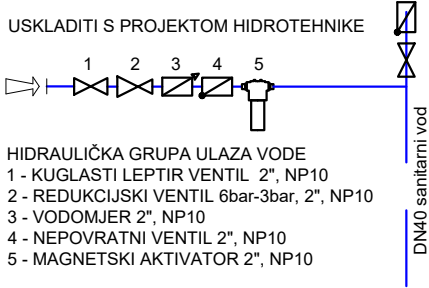 USKLADITI S PROJEKTOM HIDROTEHNIKE
1 2 3 4 5
HIDRAULIČKA GRUPA ULAZA VODE
1 - KUGLASTI LEPTIR VENTIL  2", NP10
2 - REDUKCIJSKI VENTIL 6bar-3bar, 2", NP10
3 - VODOMJER 2", NP10
4 - NEPOVRATNI VENTIL 2", NP10
5 - MAGNETSKI AKTIVATOR 2", NP10
DN40 sanitarni vod